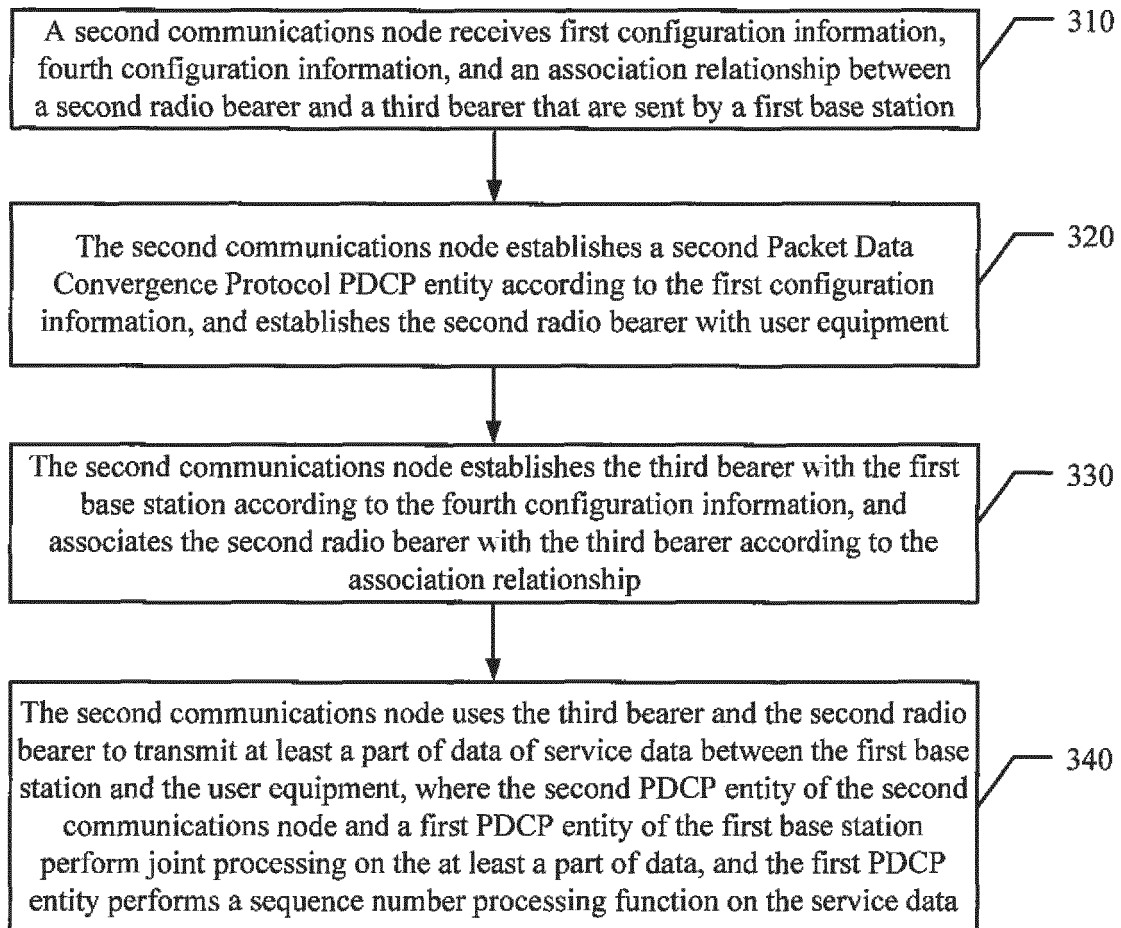 A second communications node receives first configuration information,
fourth configuration information, and an association relationship between
a second radio bearer and a third bearer that are sent by a first base station
310
The second communications node establishes a second Packet Data
Convergence Protocol PDCP entity according to the first configuration
information, and establishes the second radio bearer with user equipment
320
The second communications node establishes the third bearer with the first
base station according to the fourth configuration information, and
associates the second radio bearer with the third bearer according to the
association relationship
330
The second communications node uses the third bearer and the second radio
bearer to transmit at least a part of data of service data between the first base
station and the user equipment, where the second PDCP entity of the second
communications node and a first PDCP entity of the first base station
perform joint processing on the at least a part of data, and the first PDCP
entity performs a sequence number processing function on the service data
340